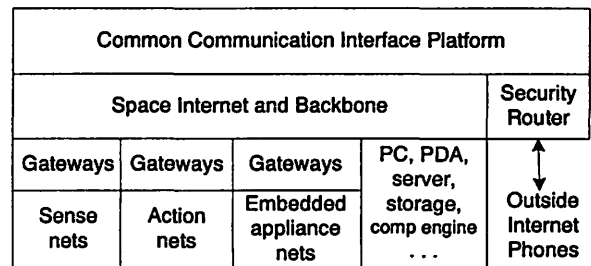 Common Communication Interface Platform
Space Internet and Backbone
Security
Router
Gateways
Gateways
Gateways
PC, PDA,
server,
storage,
comp engine
. . .
Sense
nets
Action
nets
Embedded
appliance
nets
Outside
Internet
Phones